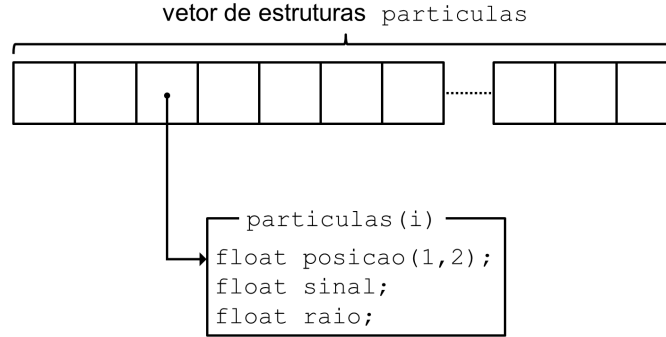 vetor de estruturas particulas
particulas(i)
float posicao(1,2);
float sinal;
float raio;